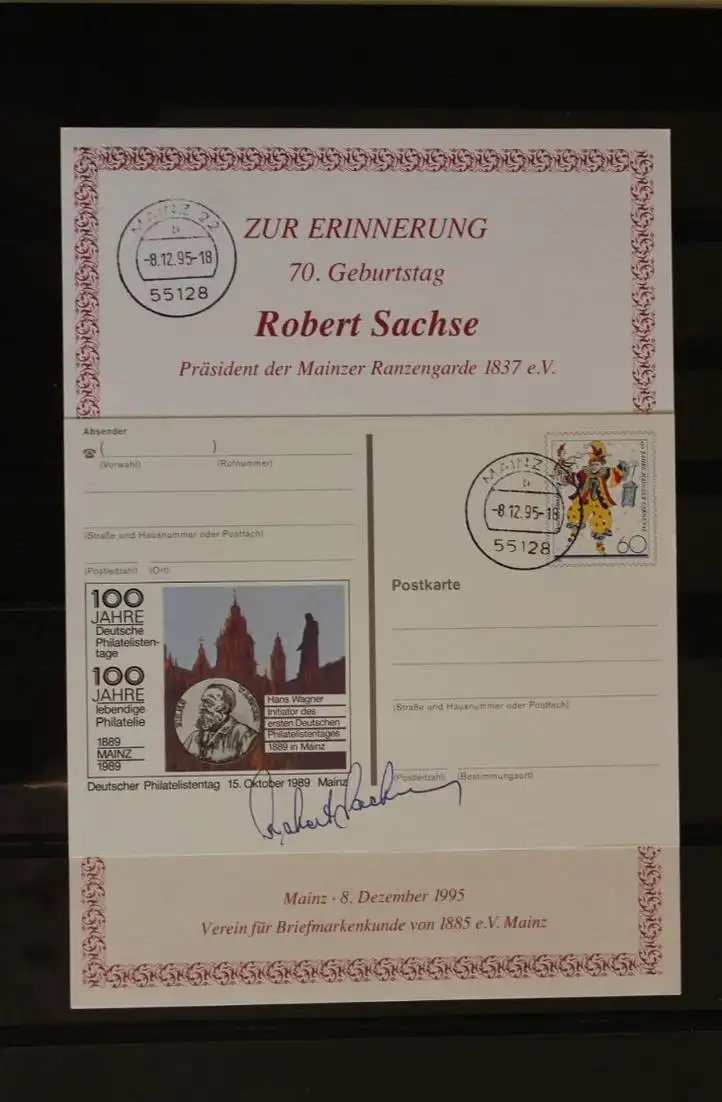 MAINZ 22
b
-8.12.95-18
55128
ZUR ERINNERUNG
70. Geburtstag
Robert Sachse
Präsident der Mainzer Ranzengarde 1837 e.V.
Absender
( )
(Vorwahl) (Rufnummer)
(Straße und Hausnummer oder Postfach)
(Postleitzahl) (Ort)
MAINZ
b
-8.12.95-18
55128
60
Postkarte
(Straße und Hausnummer oder Postfach)
(Postleitzahl) (Bestimmungsort)
100
JAHRE
Deutsche
Philatelisten-
tage
100
JAHRE
lebendige
Philatelie
1889
MAINZ
1989
Hans Wagner
Initiator des
ersten Deutschen
Philatelistentages
1889 in Mainz
Deutscher Philatelistentag 15. Oktober 1989 Mainz
Robert Sachse
Mainz · 8. Dezember 1995
Verein für Briefmarkenkunde von 1885 e.V. Mainz